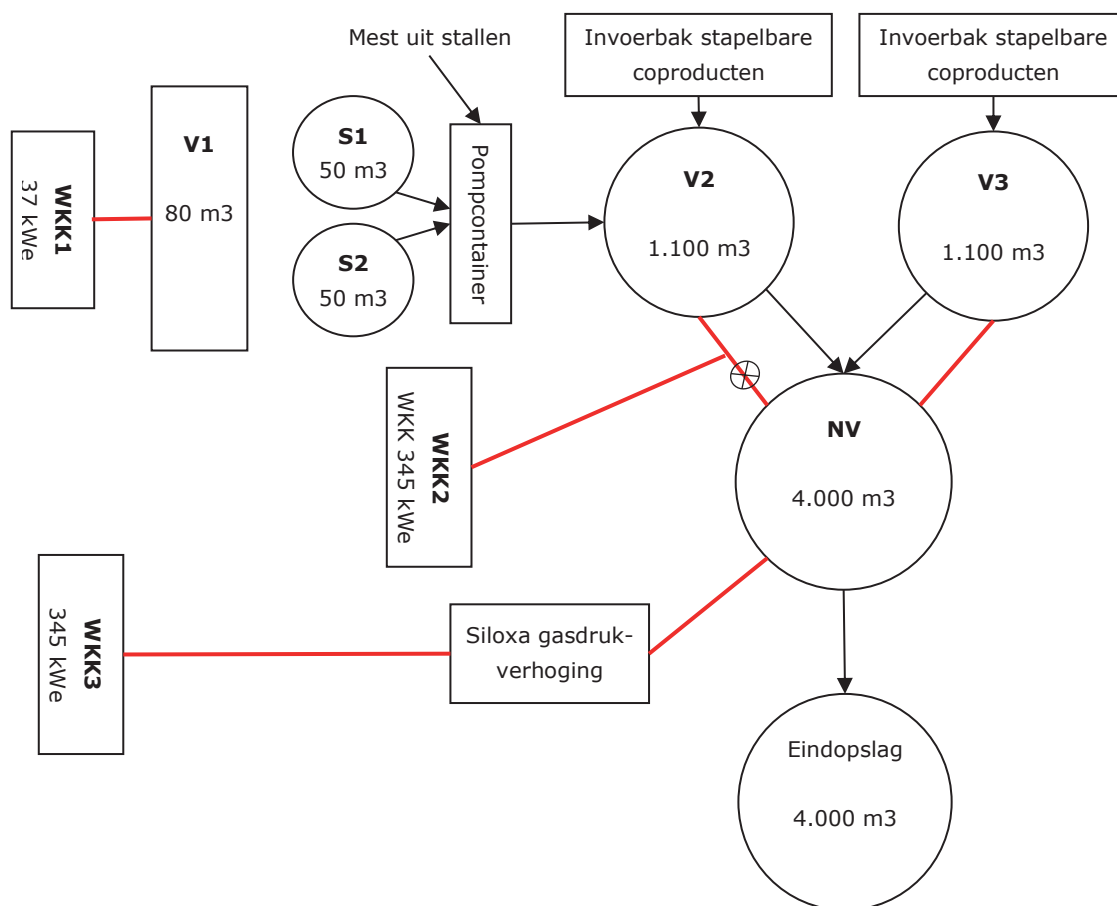 Mest uit stallen
Invoerbak stapelbare
coproducten
Invoerbak stapelbare
coproducten
WKK1
37 kWe
V1
80 m3
S1
50 m3
S2
50 m3
Pompcontainer
V2
1.100 m3
V3
1.100 m3
WKK2
WKK 345 kWe
NV
4.000 m3
WKK3
345 kWe
Siloxa gasdruk-
verhoging
Eindopslag
4.000 m3